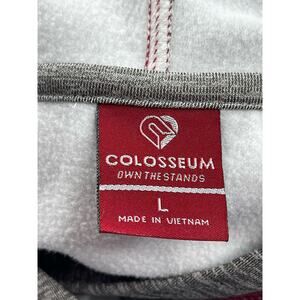 COLOSSEUM
OWN THE STANDS
L
MADE IN VIETNAM